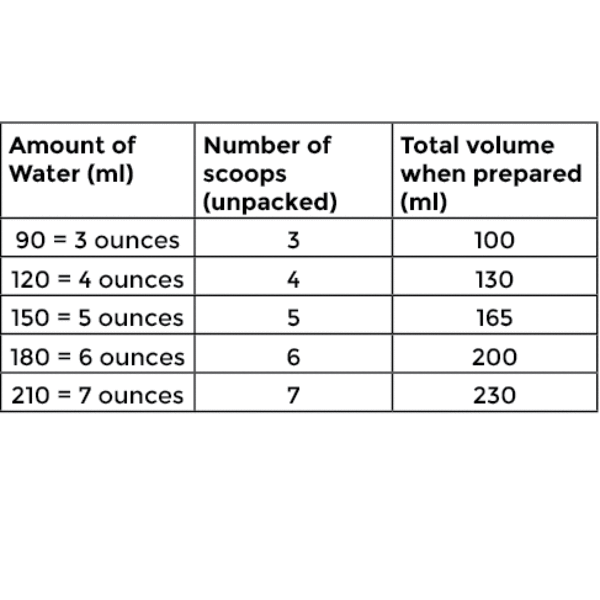 Amount of Water (ml) Number of scoops (unpacked) Total volume when prepared (ml)
90 = 3 ounces 3 100
120 = 4 ounces 4 130
150 = 5 ounces 5 165
180 = 6 ounces 6 200
210 = 7 ounces 7 230